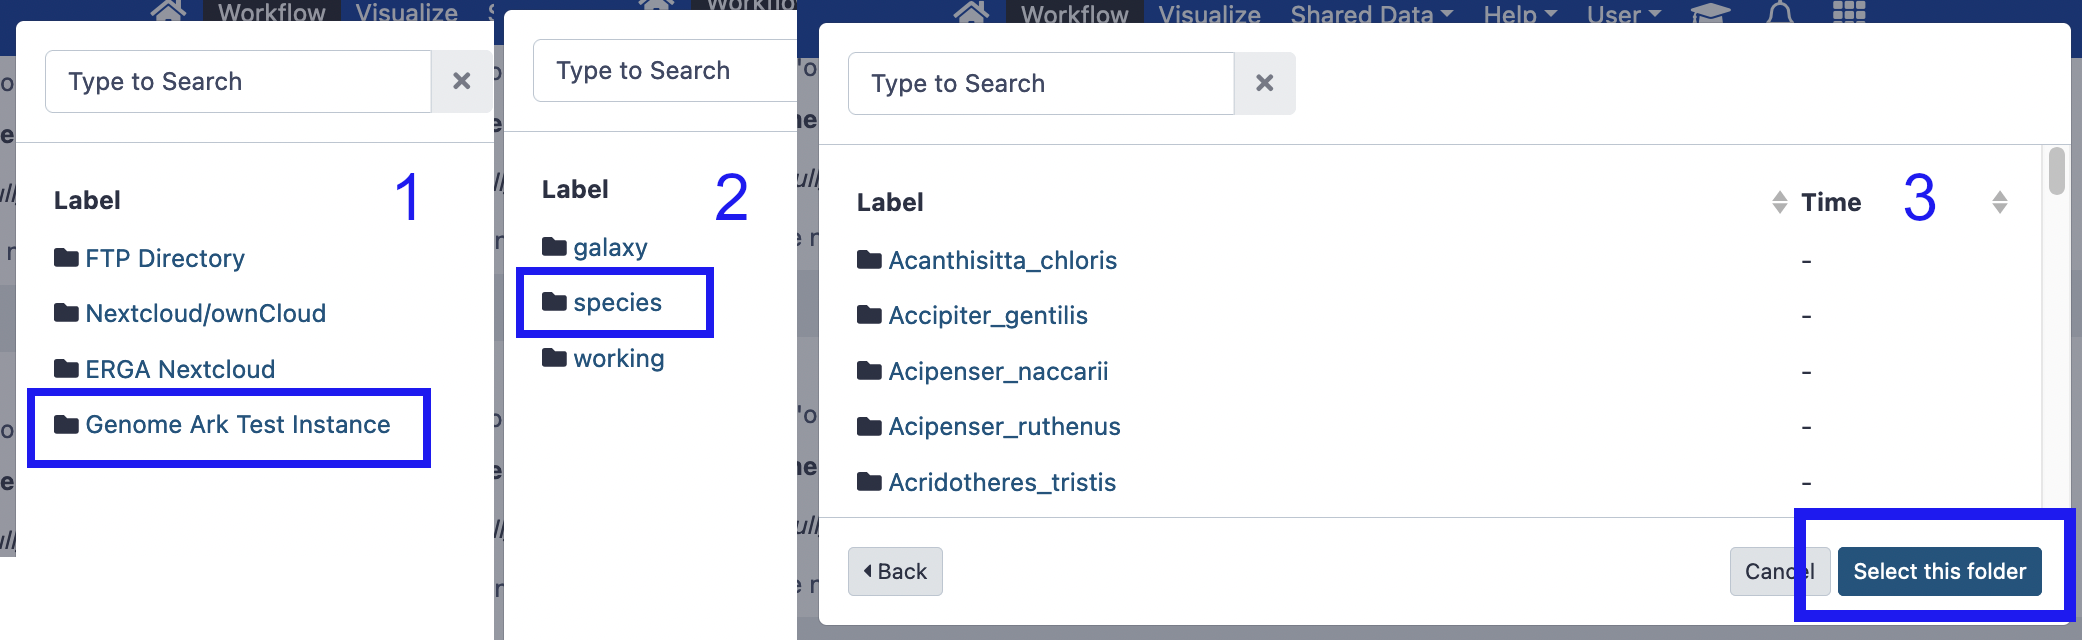 Workflow Visualize
Type to Search
Label
1
FTP Directory
Nextcloud/ownCloud
ERGA Nextcloud
Genome Ark Test Instance
Type to Search
Label
2
galaxy
species
working
Workflow Visualize Shared Data Help User
Type to Search
Label Time
3
Acanthisitta_chloris -
Accipiter_gentilis -
Acipenser_naccarii -
Acipenser_ruthenus -
Acridotheres_tristis -
Back Cancel Select this folder